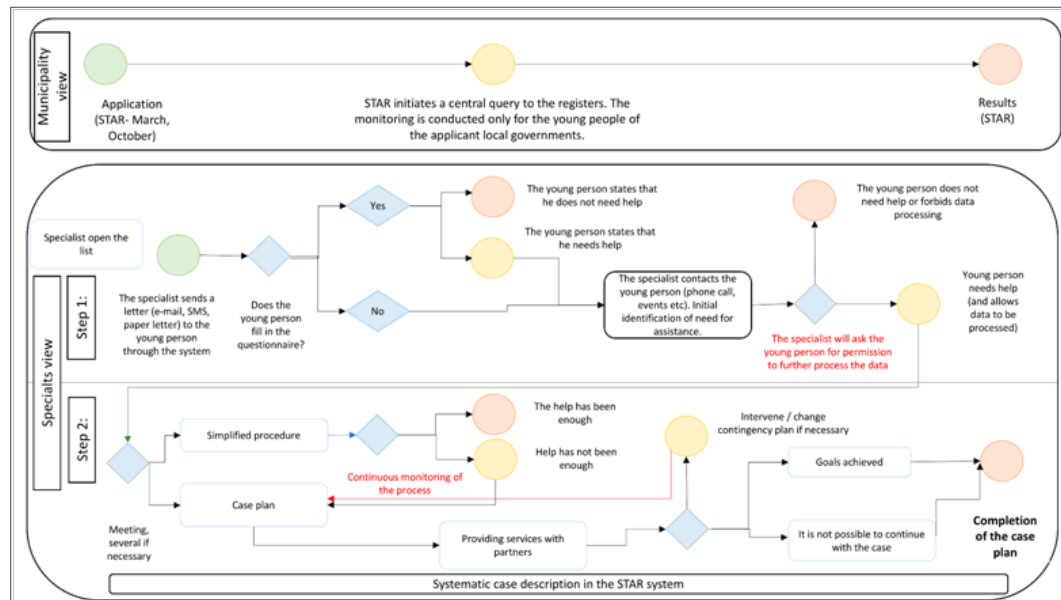 Municipality
view
Application
(STAR- March,
October)
STAR initiates a central query to the registers. The
monitoring is conducted only for the young people of
the applicant local governments.
Results
(STAR)
Specialts view
Step 1:
Specialist open the
list
The specialist sends a
letter (e-mail, SMS,
paper letter) to the
young person
through the system
Does the
young person
fill in the
questionnaire?
Yes
No
The young person states that
he does not need help
The young person states that
he needs help
The specialist contacts the
young person (phone call,
events etc). Initial
identification of need for
assistance.
The young person does not
need help or forbids data
processing
The specialist will ask the
young person for permission
to further process the data
Young person
needs help
(and allows
data to be
processed)
Step 2:
Meeting,
several if
necessary
Simplified procedure
Case plan
The help has been
enough
Help has not been
enough
Continuous monitoring of
the process
Providing services with
partners
Intervene / change
contingency plan if necessary
Goals achieved
It is not possible to continue
with the case
Completion
of the case
plan
Systematic case description in the STAR system